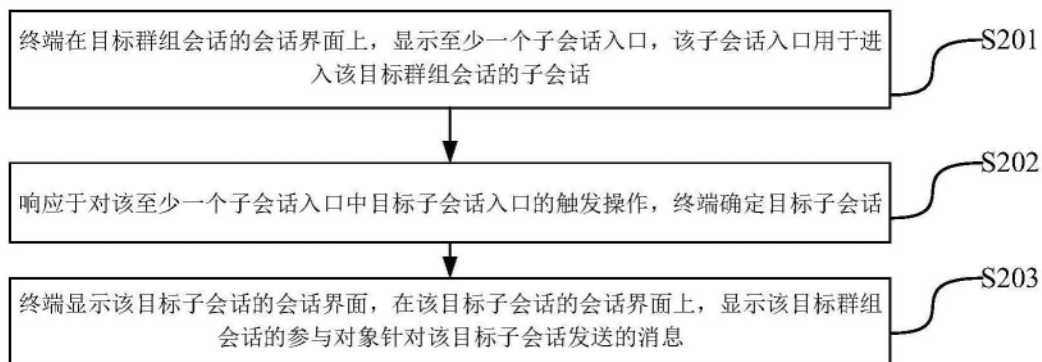 终端在目标群组会话的会话界面上，显示至少一个子会话入口，该子会话入口用于进
入该目标群组会话的子会话
S201
响应于对该至少一个子会话入口中目标子会话入口的触发操作，终端确定目标子会话
S202
终端显示该目标子会话的会话界面，在该目标子会话的会话界面上，显示该目标群组
会话的参与对象针对该目标子会话发送的消息
S203